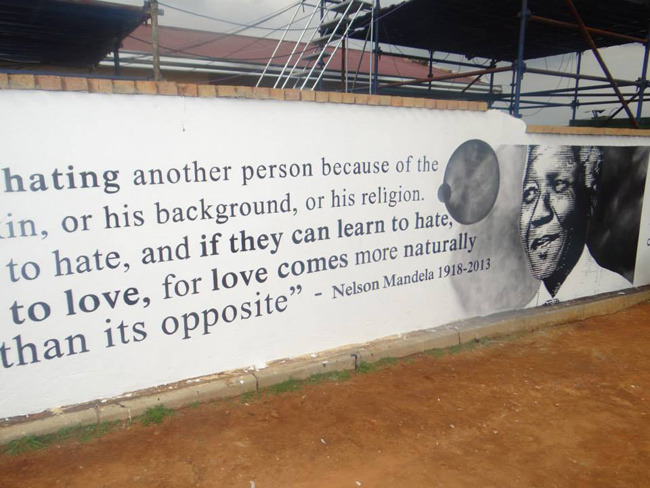 hating another person because of the
in, or his background, or his religion.
to hate, and if they can learn to hate,
to love, for love comes more naturally
than its opposite” - Nelson Mandela 1918-2013